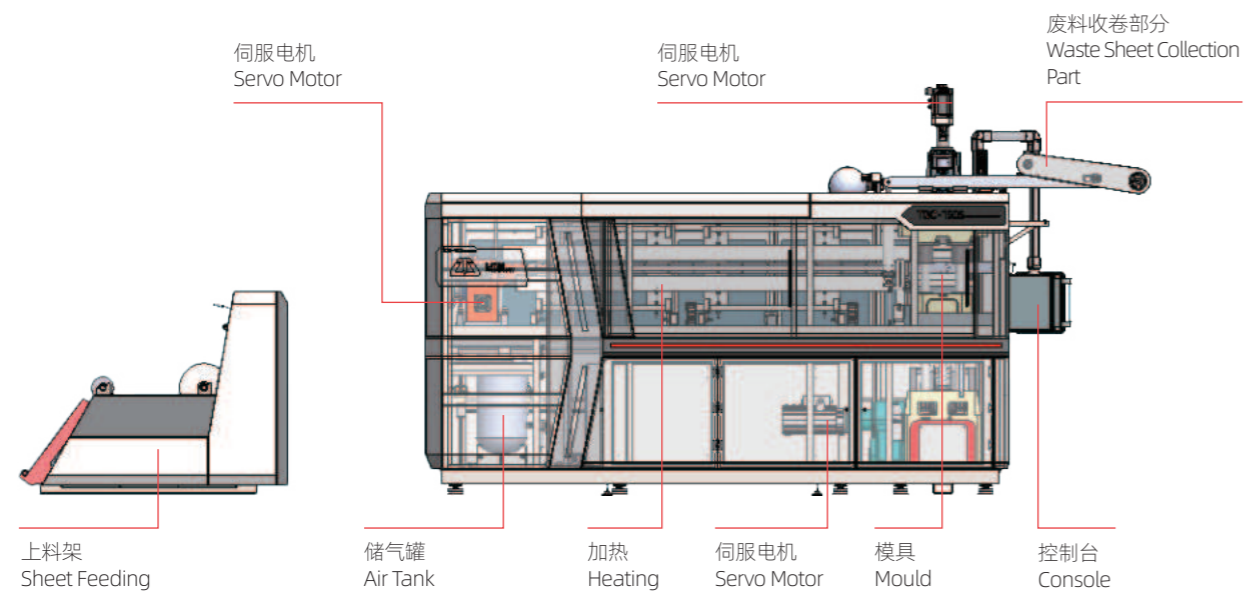 伺服电机
Servo Motor
伺服电机
Servo Motor
废料收卷部分
Waste Sheet Collection
Part
上料架
Sheet Feeding
储气罐
Air Tank
加热
Heating
伺服电机
Servo Motor
模具
Mould
控制台
Console